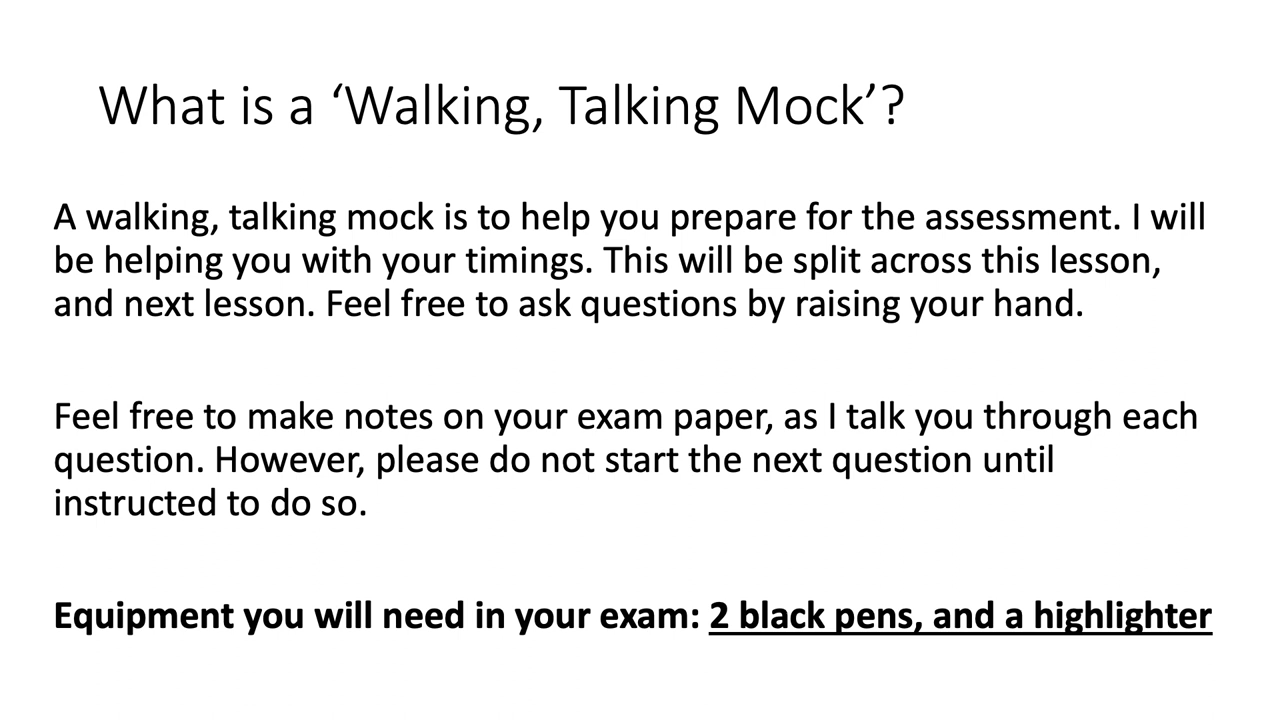 What is a ‘Walking, Talking Mock’?
A walking, talking mock is to help you prepare for the assessment. I will
be helping you with your timings. This will be split across this lesson,
and next lesson. Feel free to ask questions by raising your hand.
Feel free to make notes on your exam paper, as I talk you through each
question. However, please do not start the next question until
instructed to do so.
Equipment you will need in your exam: 2 black pens, and a highlighter